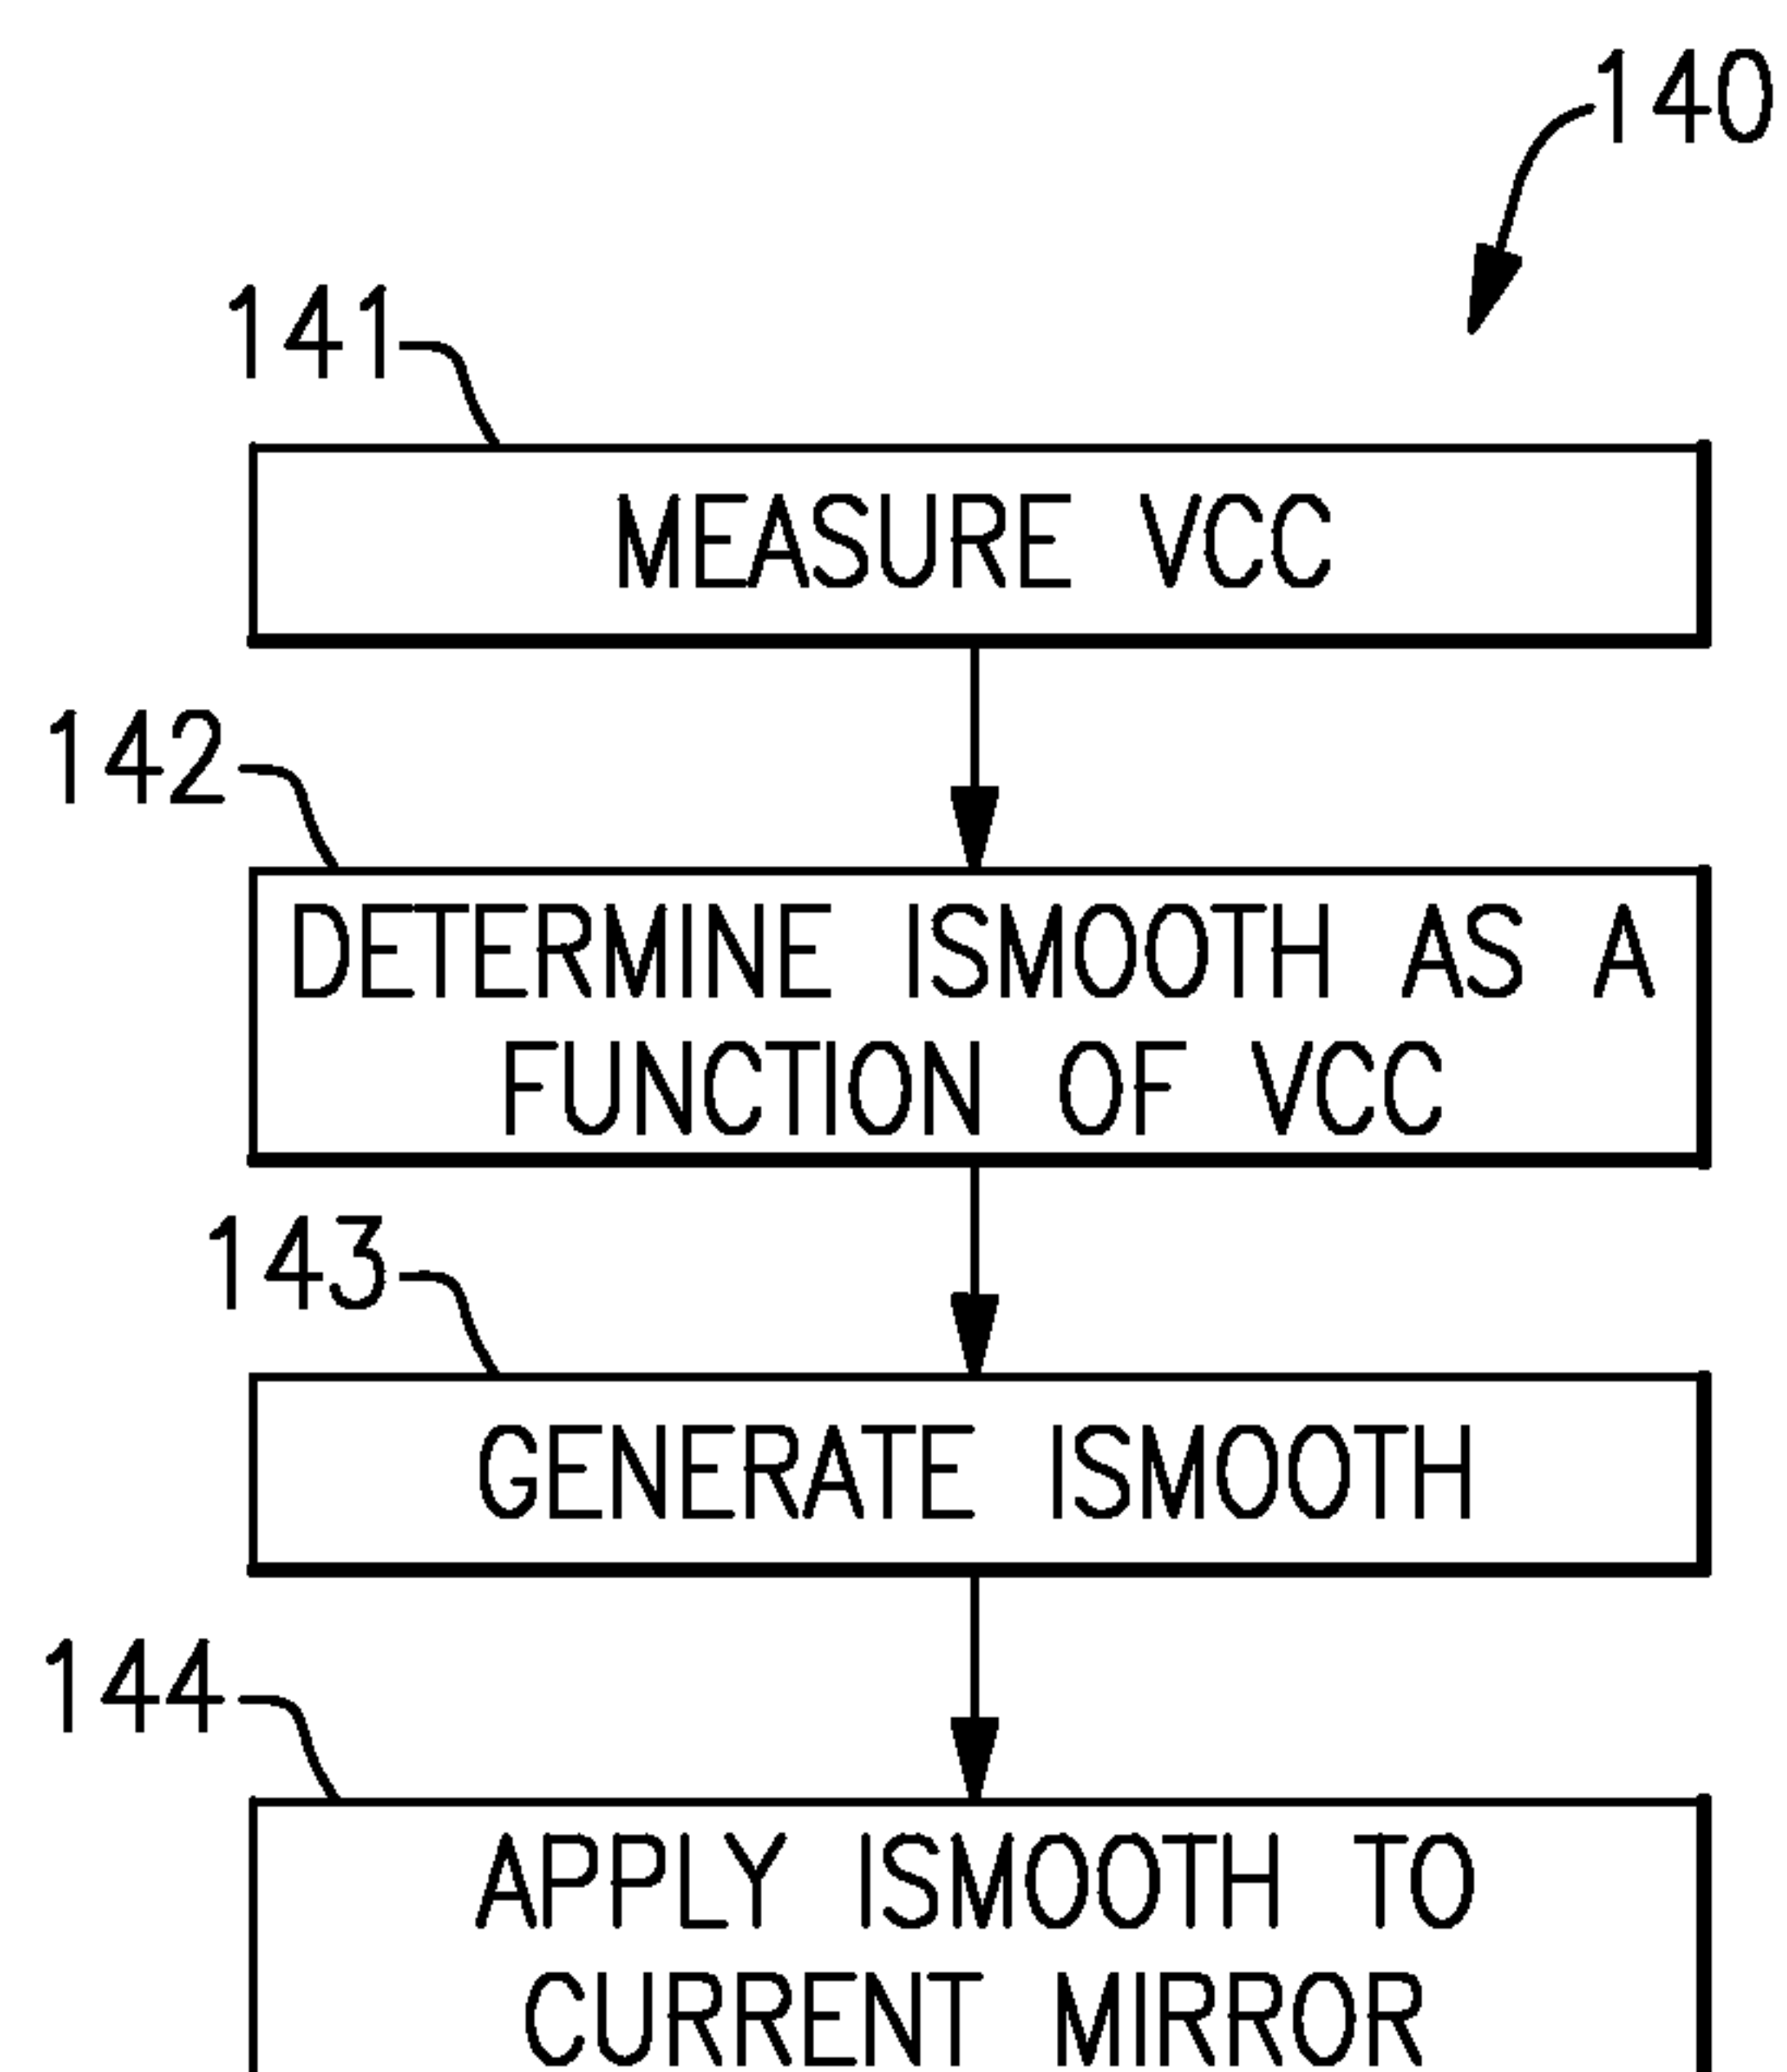 140
141
MEASURE VCC
142
DETERMINE ISMOOTH AS A
FUNCTION OF VCC
143
GENERATE ISMOOTH
144
APPLY ISMOOTH TO
CURRENT MIRROR